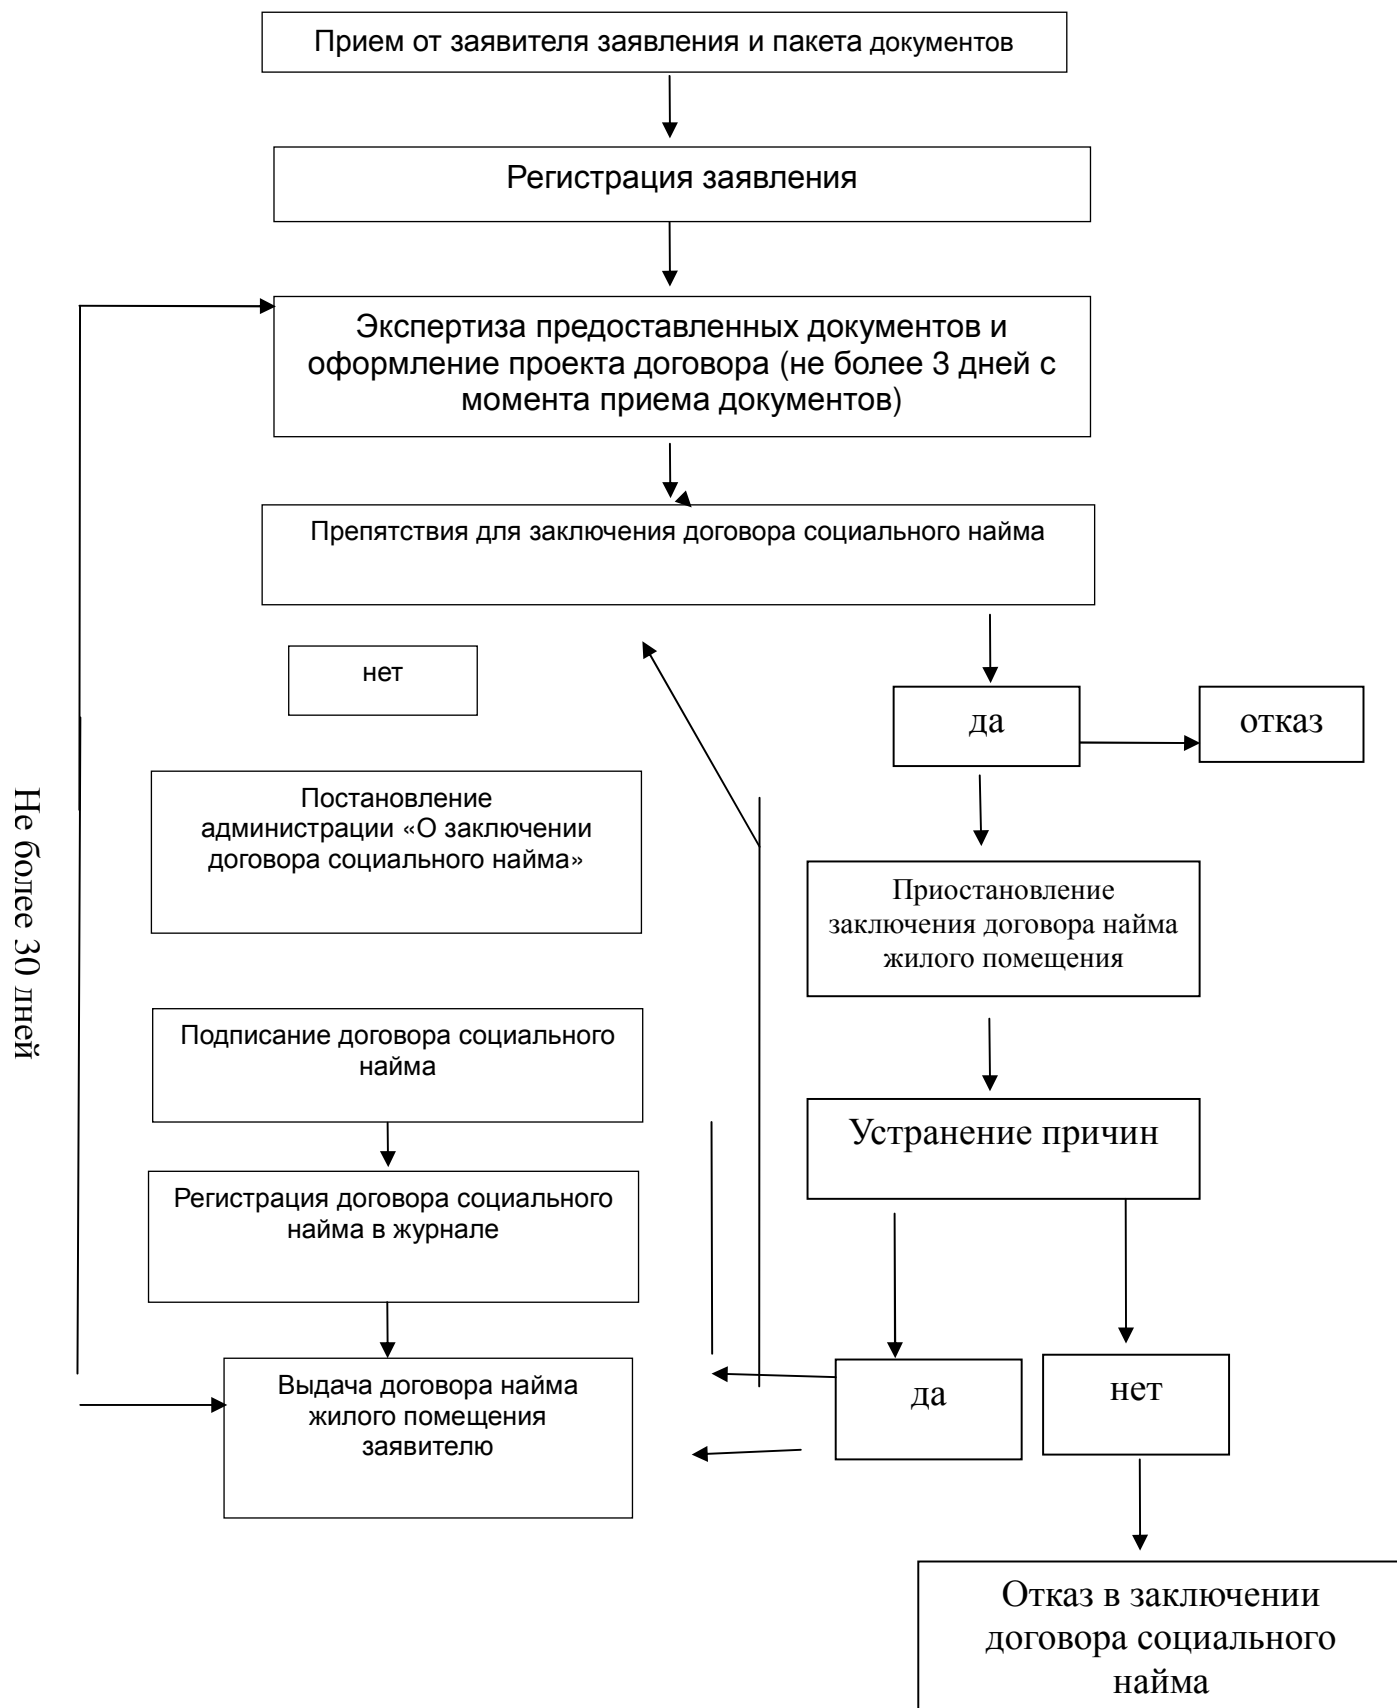 Прием от заявителя заявления и пакета документов
Регистрация заявления
Экспертиза предоставленных документов и
оформление проекта договора (не более 3 дней с
момента приема документов)
Препятствия для заключения договора социального найма
нет
да
отказ
Постановление
администрации «О заключении
договора социального найма»
Приостановление
заключения договора найма
жилого помещения
Не более 30 дней
Подписание договора социального
найма
Устранение причин
Регистрация договора социального
найма в журнале
Выдача договора найма
жилого помещения
заявителю
да
нет
Отказ в заключении
договора социального
найма